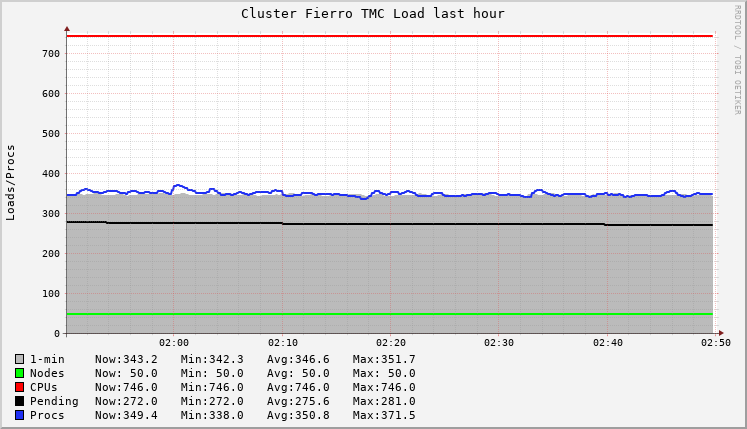 Cluster Fierro TMC Load last hour
RRDTOOL / TOBI OETIKER
Loads/Procs
700
600
500
400
300
200
100
0
02:00 02:10 02:20 02:30 02:40 02:50
1-min Now:343.2 Min:342.3 Avg:346.6 Max:351.7
Nodes Now: 50.0 Min: 50.0 Avg: 50.0 Max: 50.0
CPUs Now:746.0 Min:746.0 Avg:746.0 Max:746.0
Pending Now:272.0 Min:272.0 Avg:275.6 Max:281.0
Procs Now:349.4 Min:338.0 Avg:350.8 Max:371.5